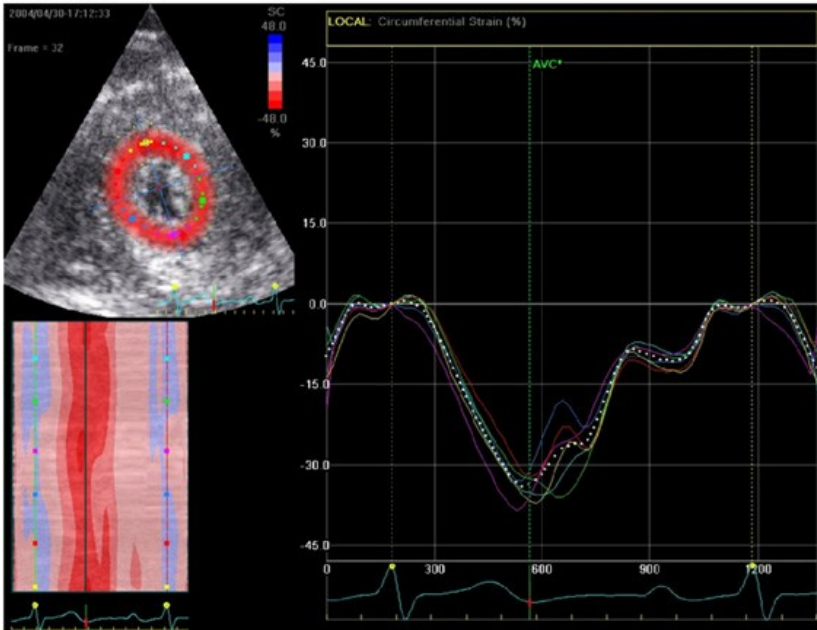 2004/04/30-17:12:33
SC
48.0
Frame = 32
-48.0
%
LOCAL: Circumferential Strain (%)
AVC*
45.0
30.0
15.0
0.0
-15.0
-30.0
-45.0
0 300 600 900 1200